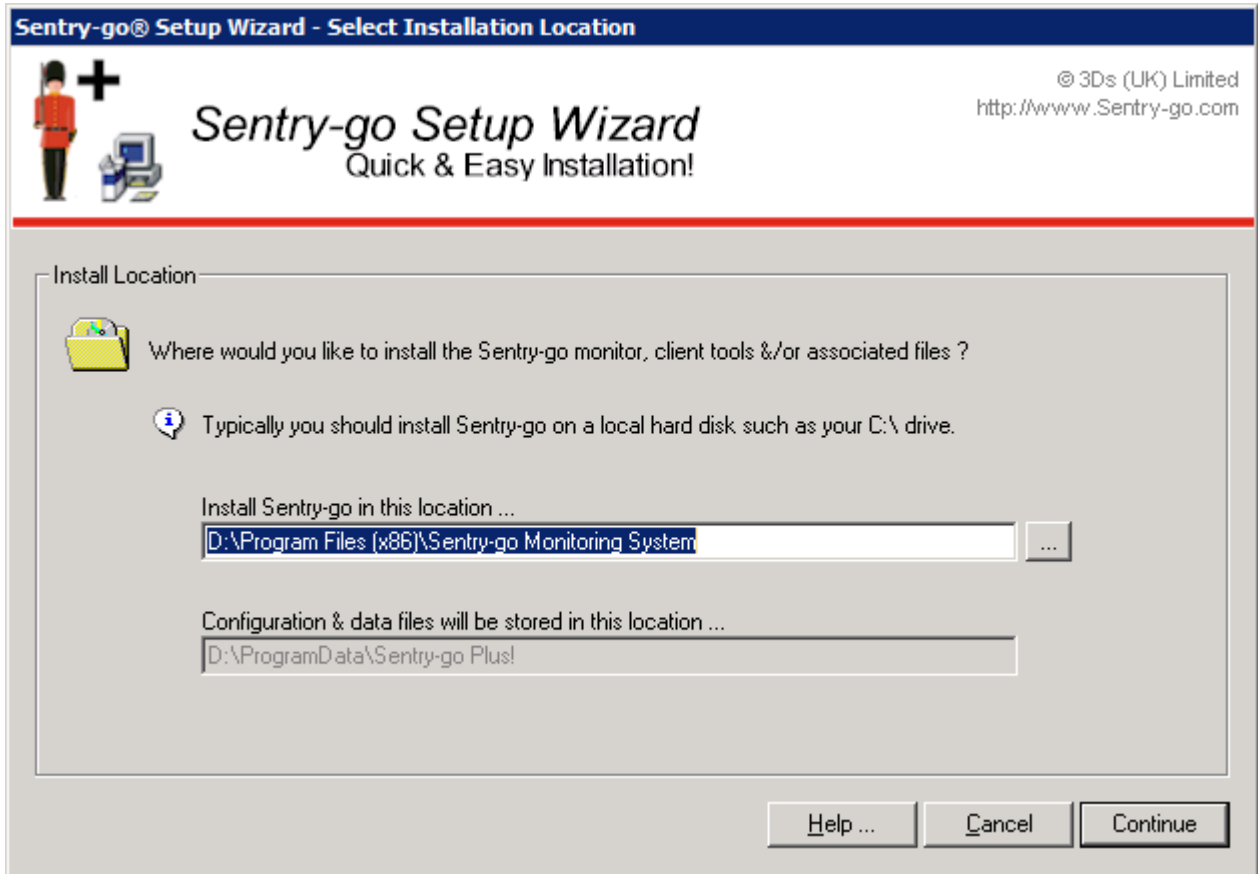 Sentry-go® Setup Wizard - Select Installation Location
© 3Ds (UK) Limited
http://www.Sentry-go.com
Sentry-go Setup Wizard
Quick & Easy Installation!
Install Location
Where would you like to install the Sentry-go monitor, client tools &/or associated files ?
Typically you should install Sentry-go on a local hard disk such as your C:\ drive.
Install Sentry-go in this location ...
D:\Program Files (x86)\Sentry-go Monitoring System
...
Configuration & data files will be stored in this location ...
D:\ProgramData\Sentry-go Plus!
Help ...
Cancel
Continue